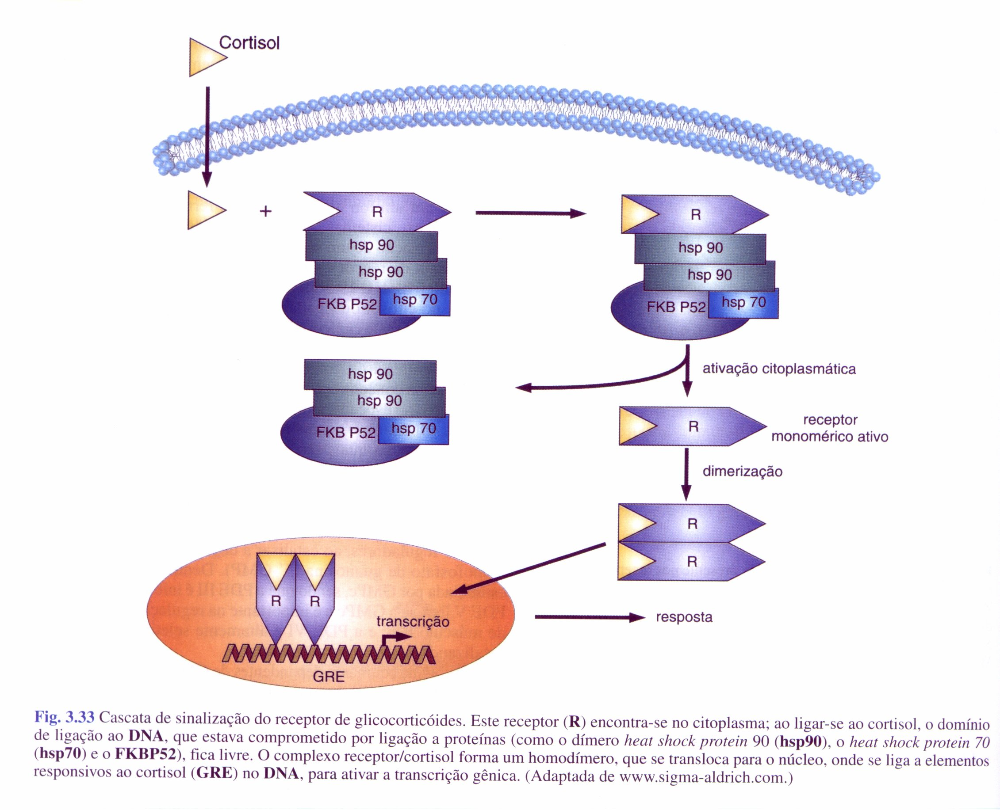 Cortisol
+
R
hsp 90
hsp 90
FKB P52
hsp 70
R
hsp 90
hsp 90
FKB P52
hsp 70
ativação citoplasmática
hsp 90
hsp 90
FKB P52
hsp 70
R
receptor
monomérico ativo
dimerização
R
R
R
R
transcrição
GRE
resposta
Fig. 3.33 Cascata de sinalização do receptor de glicocorticóides. Este receptor (R) encontra-se no citoplasma; ao ligar-se ao cortisol, o domínio
de ligação ao DNA, que estava comprometido por ligação a proteínas (como o dímero heat shock protein 90 (hsp90), o heat shock protein 70
(hsp70) e o FKBP52), fica livre. O complexo receptor/cortisol forma um homodímero, que se transloca para o núcleo, onde se liga a elementos
responsivos ao cortisol (GRE) no DNA, para ativar a transcrição gênica. (Adaptada de www.sigma-aldrich.com.)